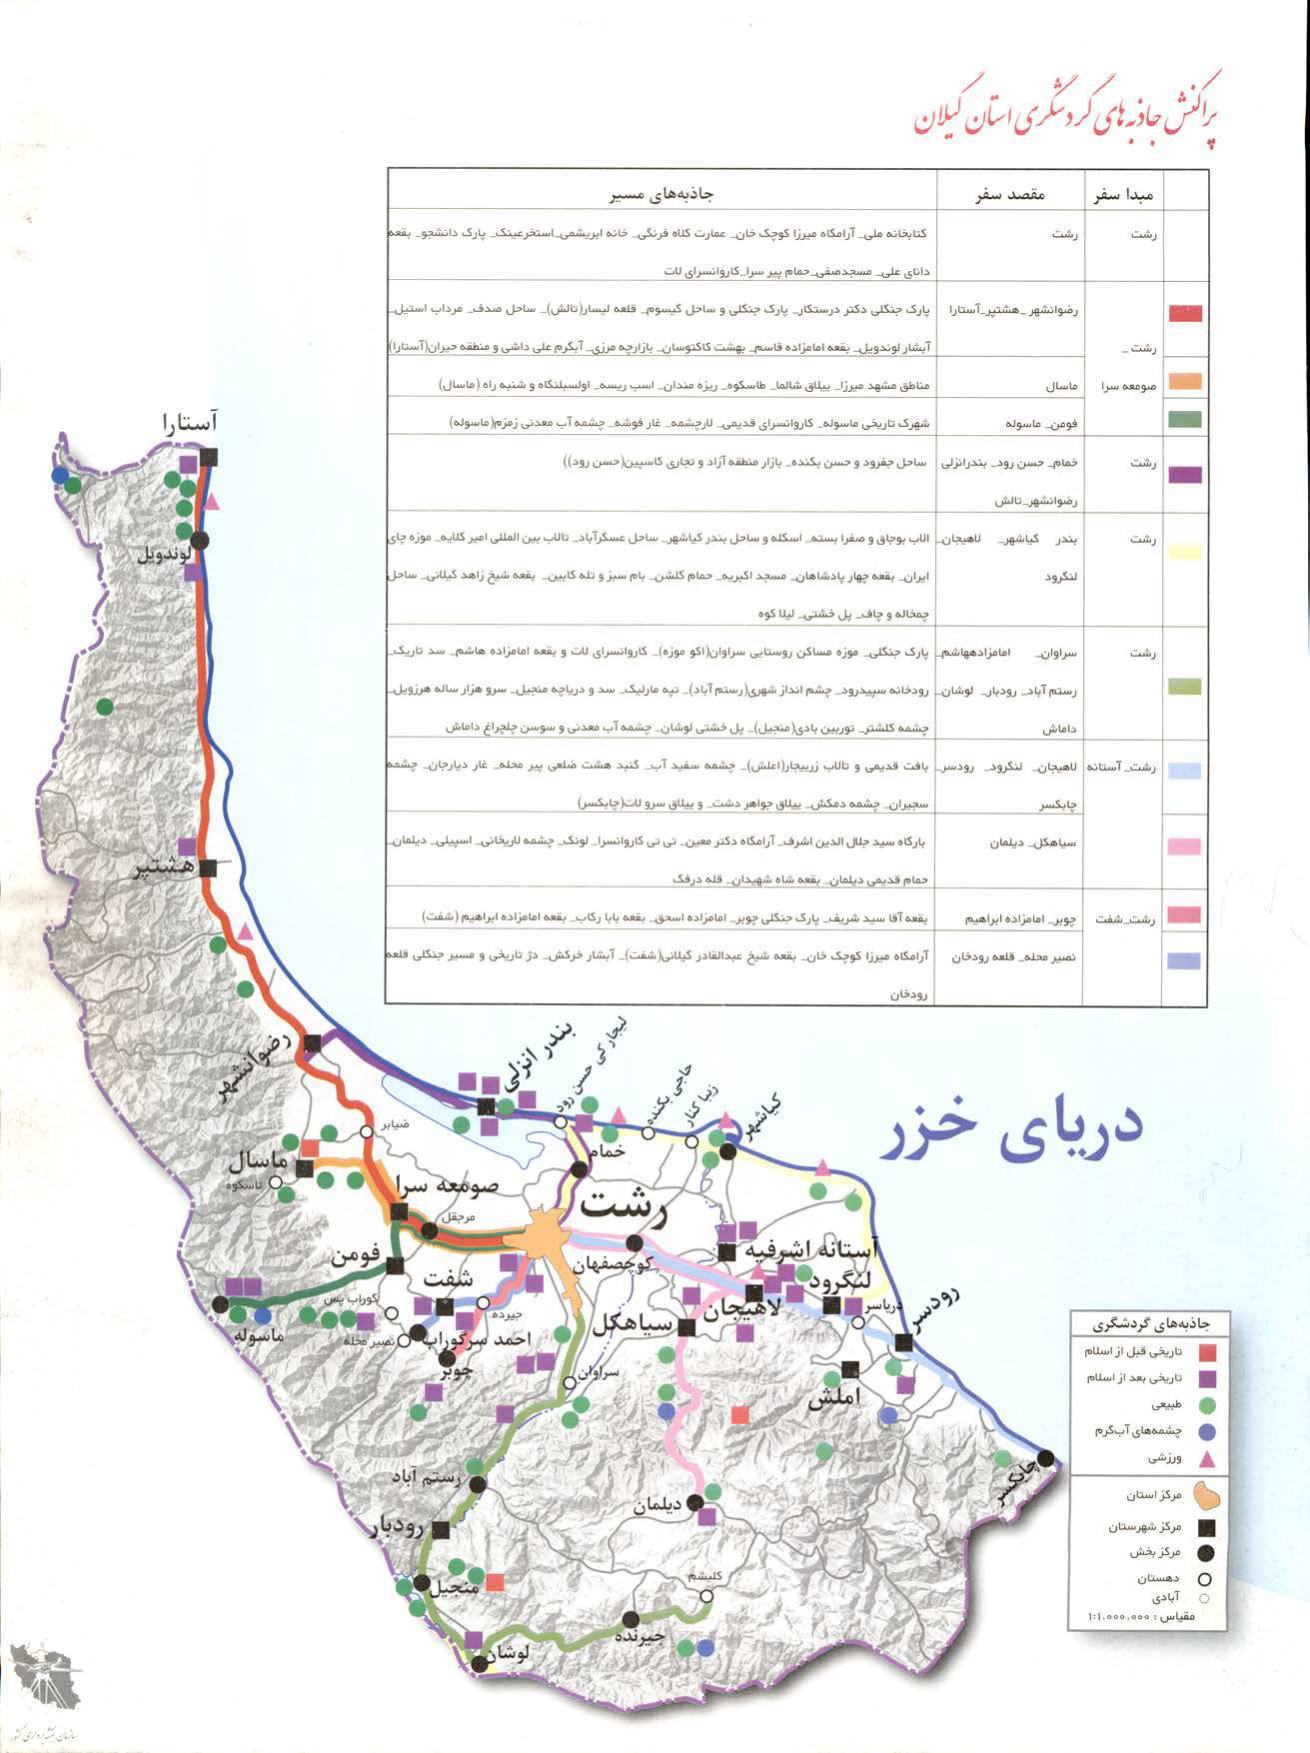 پراکنش جاذبه های گردشگری استان گیلان
مبدا سفر
مقصد سفر
جاذبه‌های مسیر
رشت
رشت
کتابخانه ملی_ آرامگاه میرزا کوچک خان_ عمارت کلاه فرنگی_ خانه ابریشمی_استخرعینک_ پارک دانشجو_ بقعه
دانای علی_ مسجدصفی_حمام پیر سرا_کاروانسرای لات
رضوانشهر _هشتپر_آستارا
پارک جنگلی دکتر درستکار_ پارک جنگلی و ساحل گیسوم_ قلعه لیسار(تالش)_ ساحل صدف_ مرداب استیل_
رشت _
آبشار لوندویل_ بقعه امامزاده قاسم_ بهشت کاکتوسان_ بازارچه مرزی_ آبگرم علی داشی و منطقه حیران(آستارا)
صومعه سرا
ماسال
مناطق مشهد میرزا_ ییلاق شالما_ طاسکوه_ ریزه مندان_ اسب ریسه_ اولسبلنگاه و شنبه راه (ماسال)
فومن_ ماسوله
شهرک تاریخی ماسوله_ کاروانسرای قدیمی_ لارچشمه_ غار فوشه_ چشمه آب معدنی زمزم(ماسوله)
رشت
خمام_ حسن رود_ بندرانزلی
ساحل جفرود و حسن بکنده_ بازار منطقه آزاد و تجاری کاسپین(حسن رود))
رضوانشهر_تالش
رشت
بندر کیاشهر_ لاهیجان_
الاب بوجاق و صفرا بسته_ اسکله و ساحل بندر کیاشهر_ ساحل عسگرآباد_ تالاب بین المللی امیر کلایه_ موزه چای
لنگرود
ایران_ بقعه چهار پادشاهان_ مسجد اکبریه_ حمام گلشن_ بام سبز و تله کابین_ بقعه شیخ زاهد گیلانی_ ساحل
چمخاله و چاف_ پل خشتی_ لیلا کوه
رشت
سراوان_ امامزادههاشم_
پارک جنگلی_ موزه مساکن روستایی سراوان(اکو موزه)_ کاروانسرای لات و بقعه امامزاده هاشم_ سد تاریک_
رستم آباد_ رودبار_ لوشان_
رودخانه سپیدرود_ چشم انداز شهری(رستم آباد)_ تپه مارلیک_ سد و دریاچه منجیل_ سرو هزار ساله هرزویل_
داماش
چشمه گلشتر_ توربین بادی(منجیل)_ پل خشتی لوشان_ چشمه آب معدنی و سوسن چلچراغ داماش
رشت_ آستانه
لاهیجان_ لنگرود_ رودسر_
بافت قدیمی و تالاب زربیجار(اعلش)_ چشمه سفید آب_ گنبد هشت ضلعی پیر محله_ غار دیارجان_ چشمه
چابکسر
سجیران_ چشمه دمکش_ ییلاق جواهر دشت_ و ییلاق سرو لات(چابکسر)
سیاهکل_ دیلمان
بارگاه سید جلال الدین اشرف_ آرامگاه دکتر معین_ تی تی کاروانسرا_ لونک_ چشمه لاریخانی_ اسپیلی_ دیلمان_
حمام قدیمی دیلمان_ بقعه شاه شهیدان_ قله درفک
رشت_شفت
چوبر_ امامزاده ابراهیم
بقعه آقا سید شریف_ پارک جنگلی چوبر_ امامزاده اسحق_ بقعه بابا رکاب_ بقعه امامزاده ابراهیم (شفت)
نصیر محله_ قلعه رودخان
آرامگاه میرزا کوچک خان_ بقعه شیخ عبدالقادر گیلانی(شفت)_ آبشار خرکش_ دژ تاریخی و مسیر جنگلی قلعه
رودخان
آستارا
لوندویل
هشتپر
رضوانشهر
بندر انزلی
لیجارکی حسن رود
حاجی بکنده
زیبا کنار
کیاشهر
دریای خزر
ضیابر
خمام
ماسال
تاسکوه
صومعه سرا
مرجقل
رشت
فومن
کوچصفهان
آستانه اشرفیه
شفت
لنگرود
لاهیجان
کوراب پس
جیرده
دریاسر
رودسر
ماسوله
نصیر محله
احمد سرگوراب
سیاهکل
چوبر
سراوان
املش
رستم آباد
دیلمان
چابکسر
رودبار
منجیل
کلیشم
جیرنده
لوشان
جاذبه‌های گردشگری
تاریخی قبل از اسلام
تاریخی بعد از اسلام
طبیعی
چشمه‌های آب‌گرم
ورزشی
مرکز استان
مرکز شهرستان
مرکز بخش
دهستان
آبادی
مقیاس : ۱:۱،۰۰۰،۰۰۰
سازمان نقشه برداری کشور